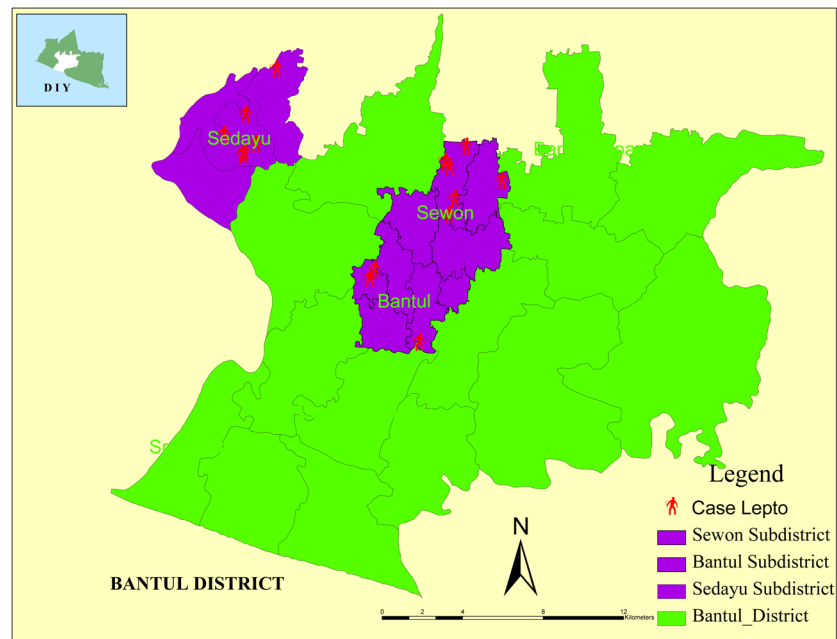 D I Y
Sedayu
Sewon
Bantul
Legend
Case Lepto
Sewon Subdistrict
Bantul Subdistrict
Sedayu Subdistrict
Bantul_District
N
BANTUL DISTRICT
0 2 4 8 12
Kilometers